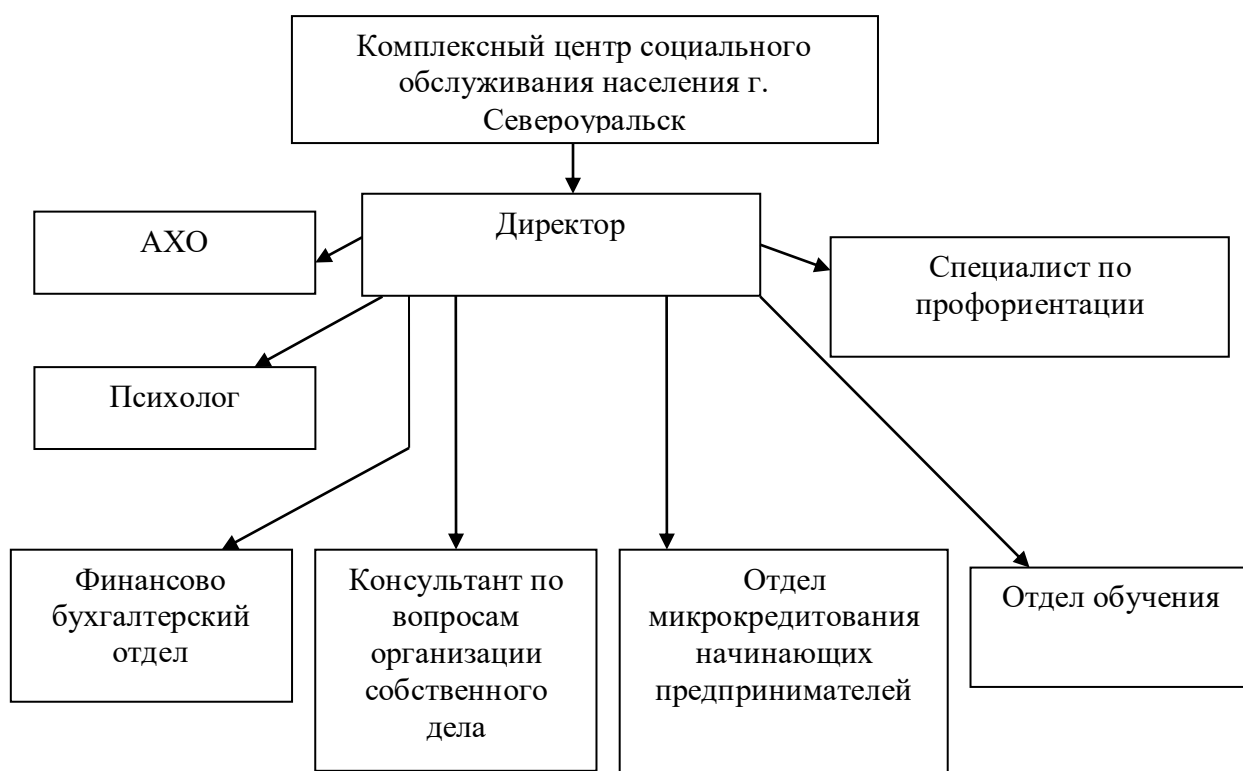 Комплексный центр социального
обслуживания населения г.
Североуральск
Директор
АХО
Специалист по
профориентации
Психолог
Финансово
бухгалтерский
отдел
Консультант по
вопросам
организации
собственного
дела
Отдел
микрокредитования
начинающих
предпринимателей
Отдел обучения